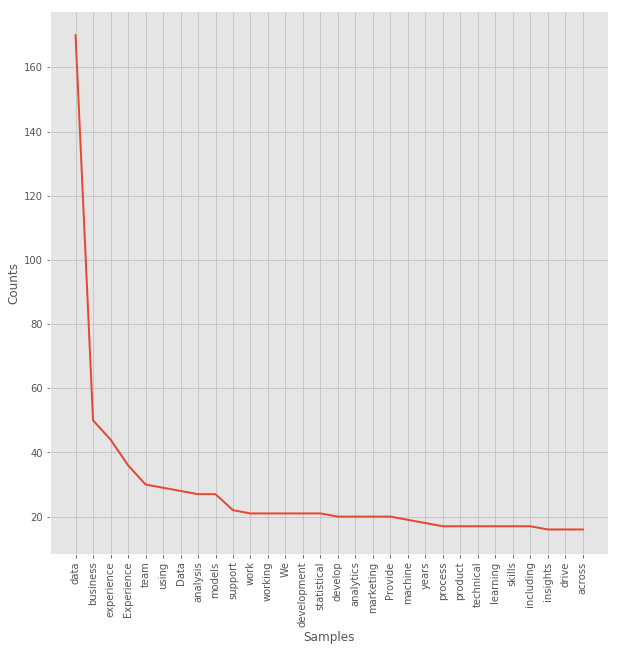 160
140
120
100
80
60
40
20
Counts
data
business
experience
Experience
team
using
Data
analysis
models
support
work
working
We
development
statistical
develop
analytics
marketing
Provide
machine
years
process
product
technical
learning
skills
including
insights
drive
across
Samples